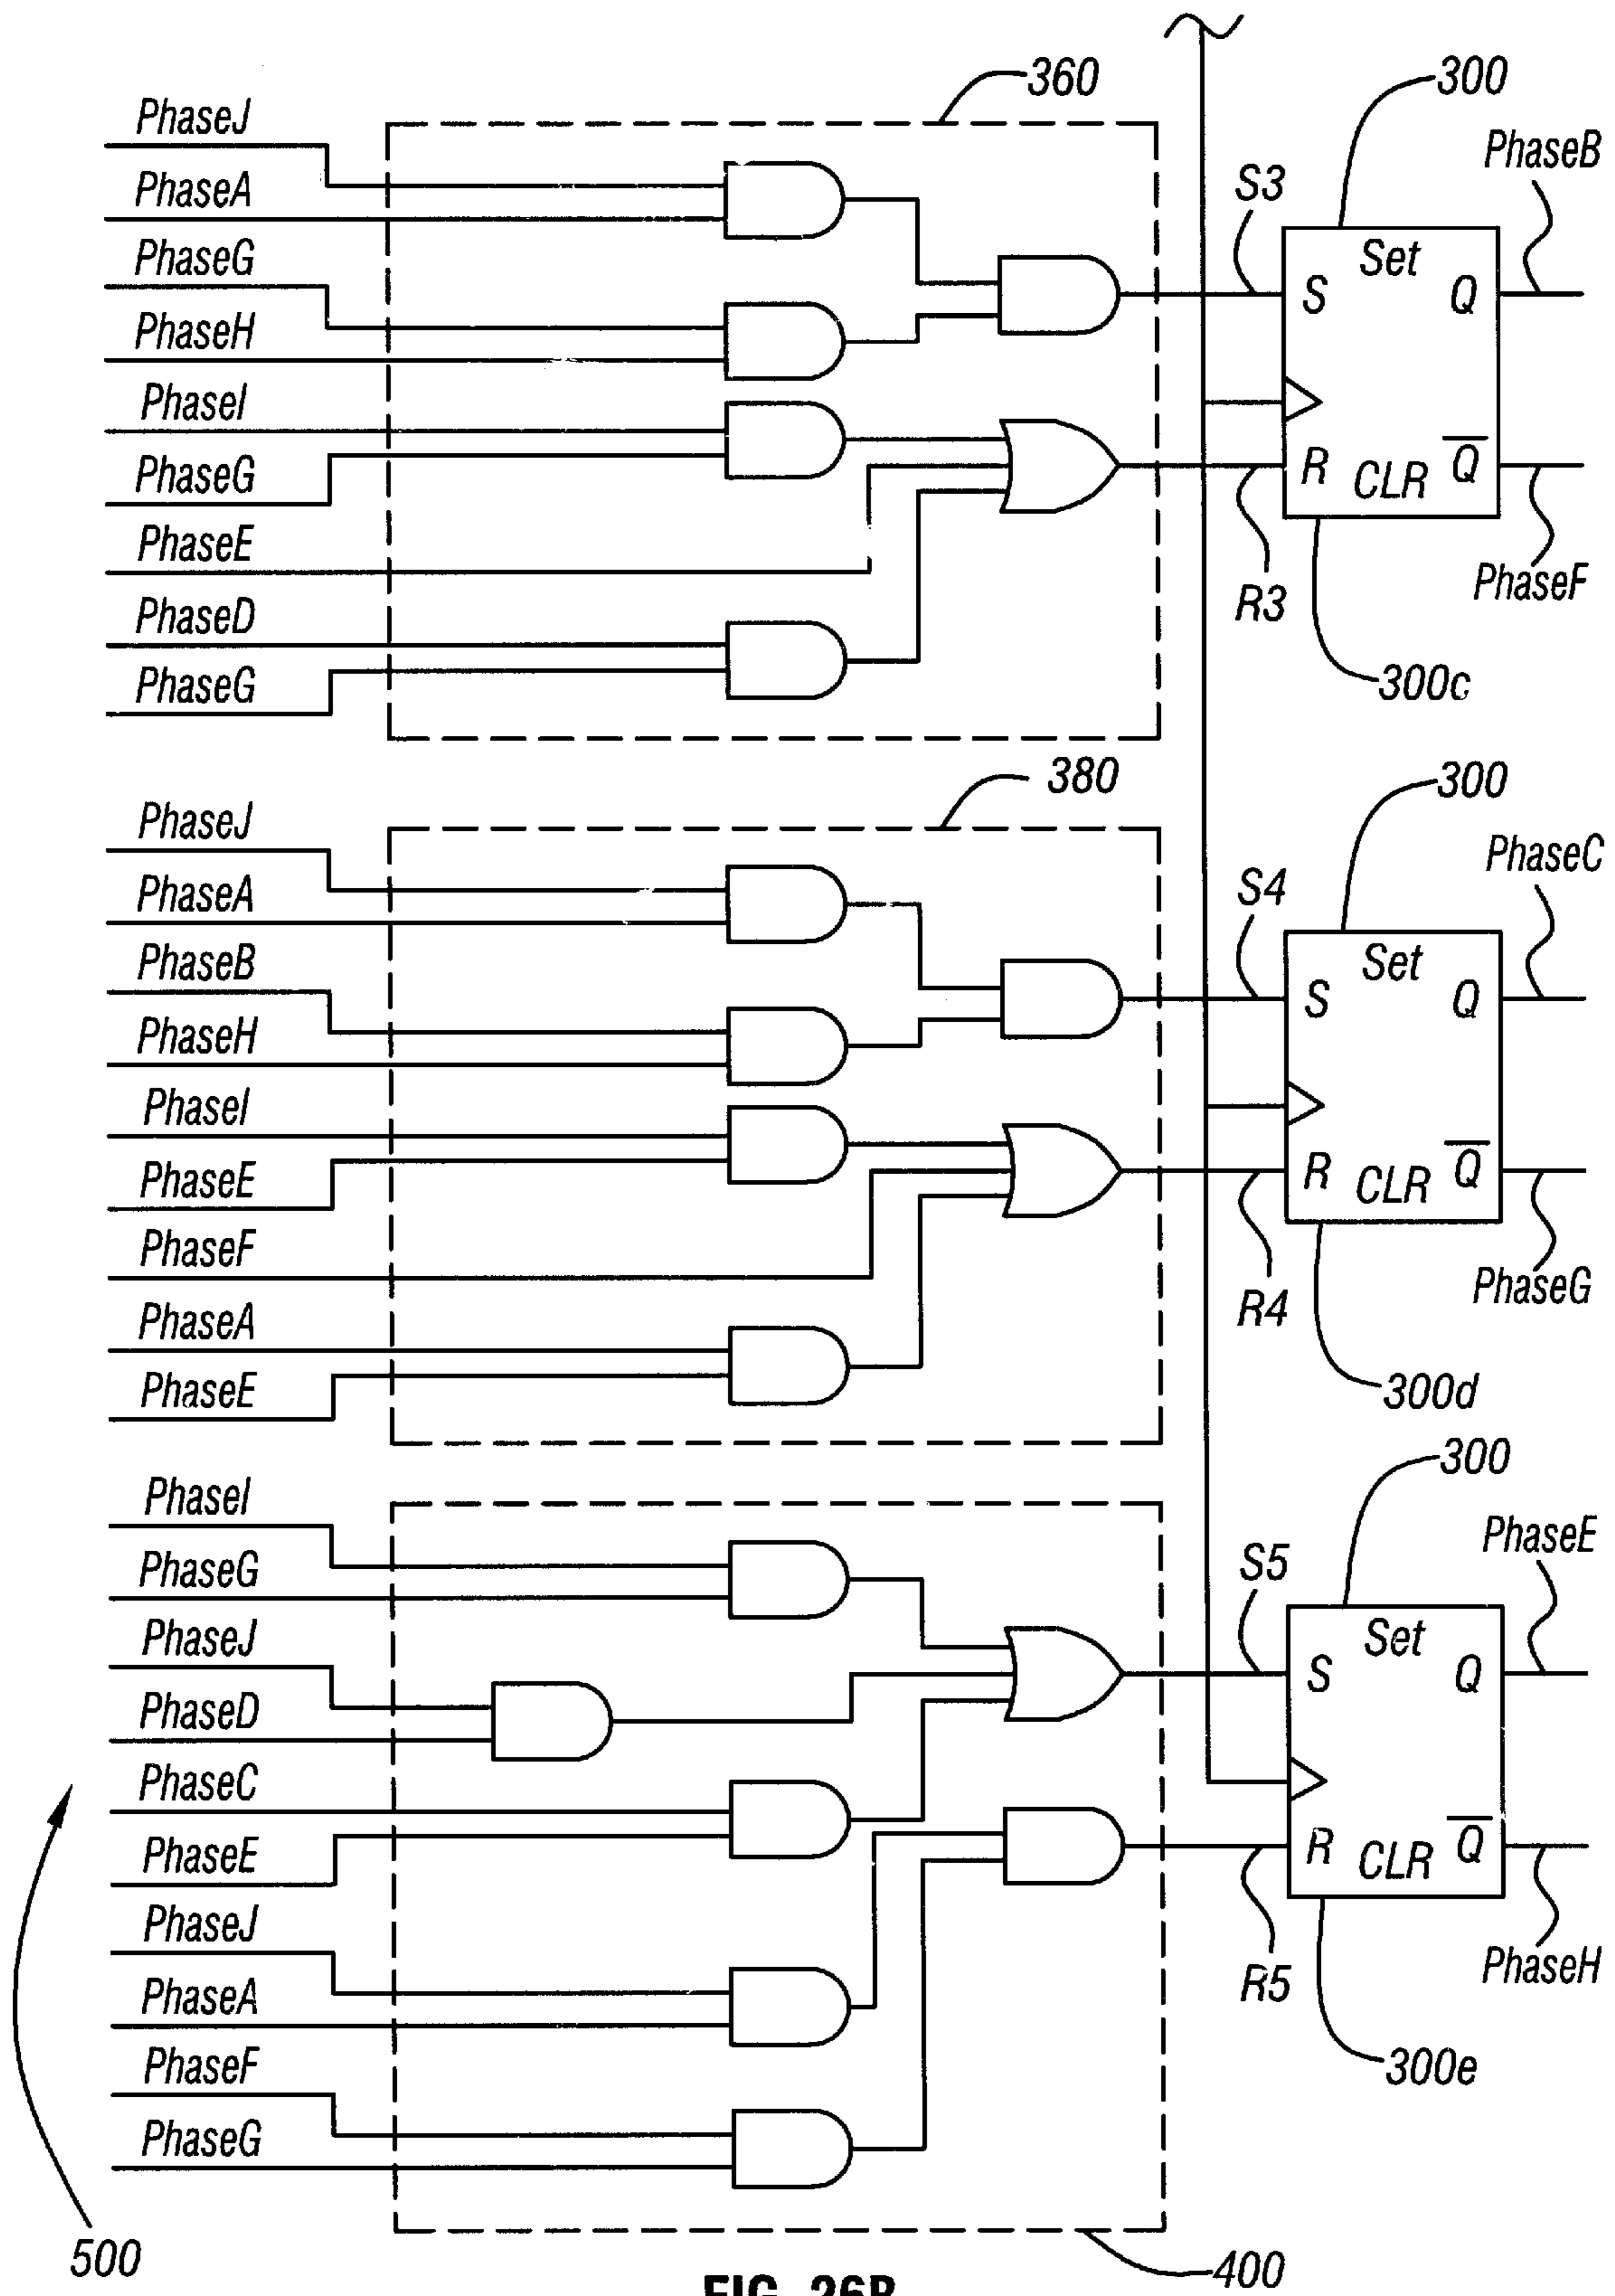 360
300
PhaseJ
PhaseA
PhaseG
PhaseH
PhaseI
PhaseG
PhaseE
PhaseD
PhaseG
S3
R3
Set
S
Q
R
CLR
Q
PhaseB
PhaseF
300c
380
300
PhaseJ
PhaseA
PhaseB
PhaseH
PhaseI
PhaseE
PhaseF
PhaseA
PhaseE
S4
R4
Set
S
Q
R
CLR
Q
PhaseC
PhaseG
300d
300
PhaseI
PhaseG
PhaseJ
PhaseD
PhaseC
PhaseE
PhaseJ
PhaseA
PhaseF
PhaseG
S5
R5
Set
S
Q
R
CLR
Q
PhaseE
PhaseH
300e
500
400
FIG. 26B